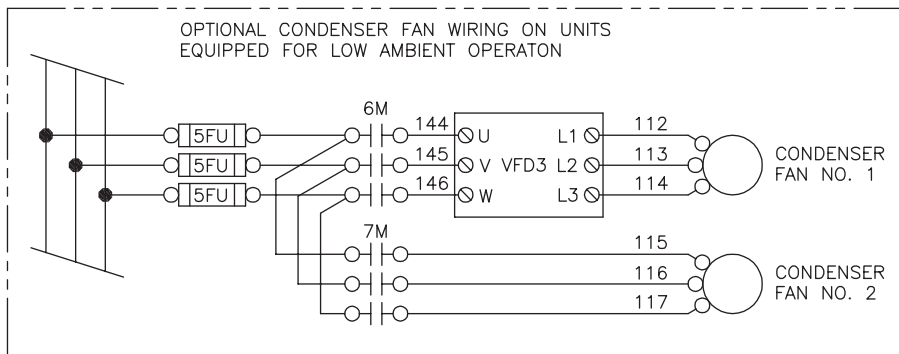 OPTIONAL CONDENSER FAN WIRING ON UNITS
EQUIPPED FOR LOW AMBIENT OPERATON
6M
5FU 144 U L1 112
5FU 145 V VFD3 L2 113
5FU 146 W L3 114
CONDENSER
FAN NO. 1
7M
115
116
117
CONDENSER
FAN NO. 2